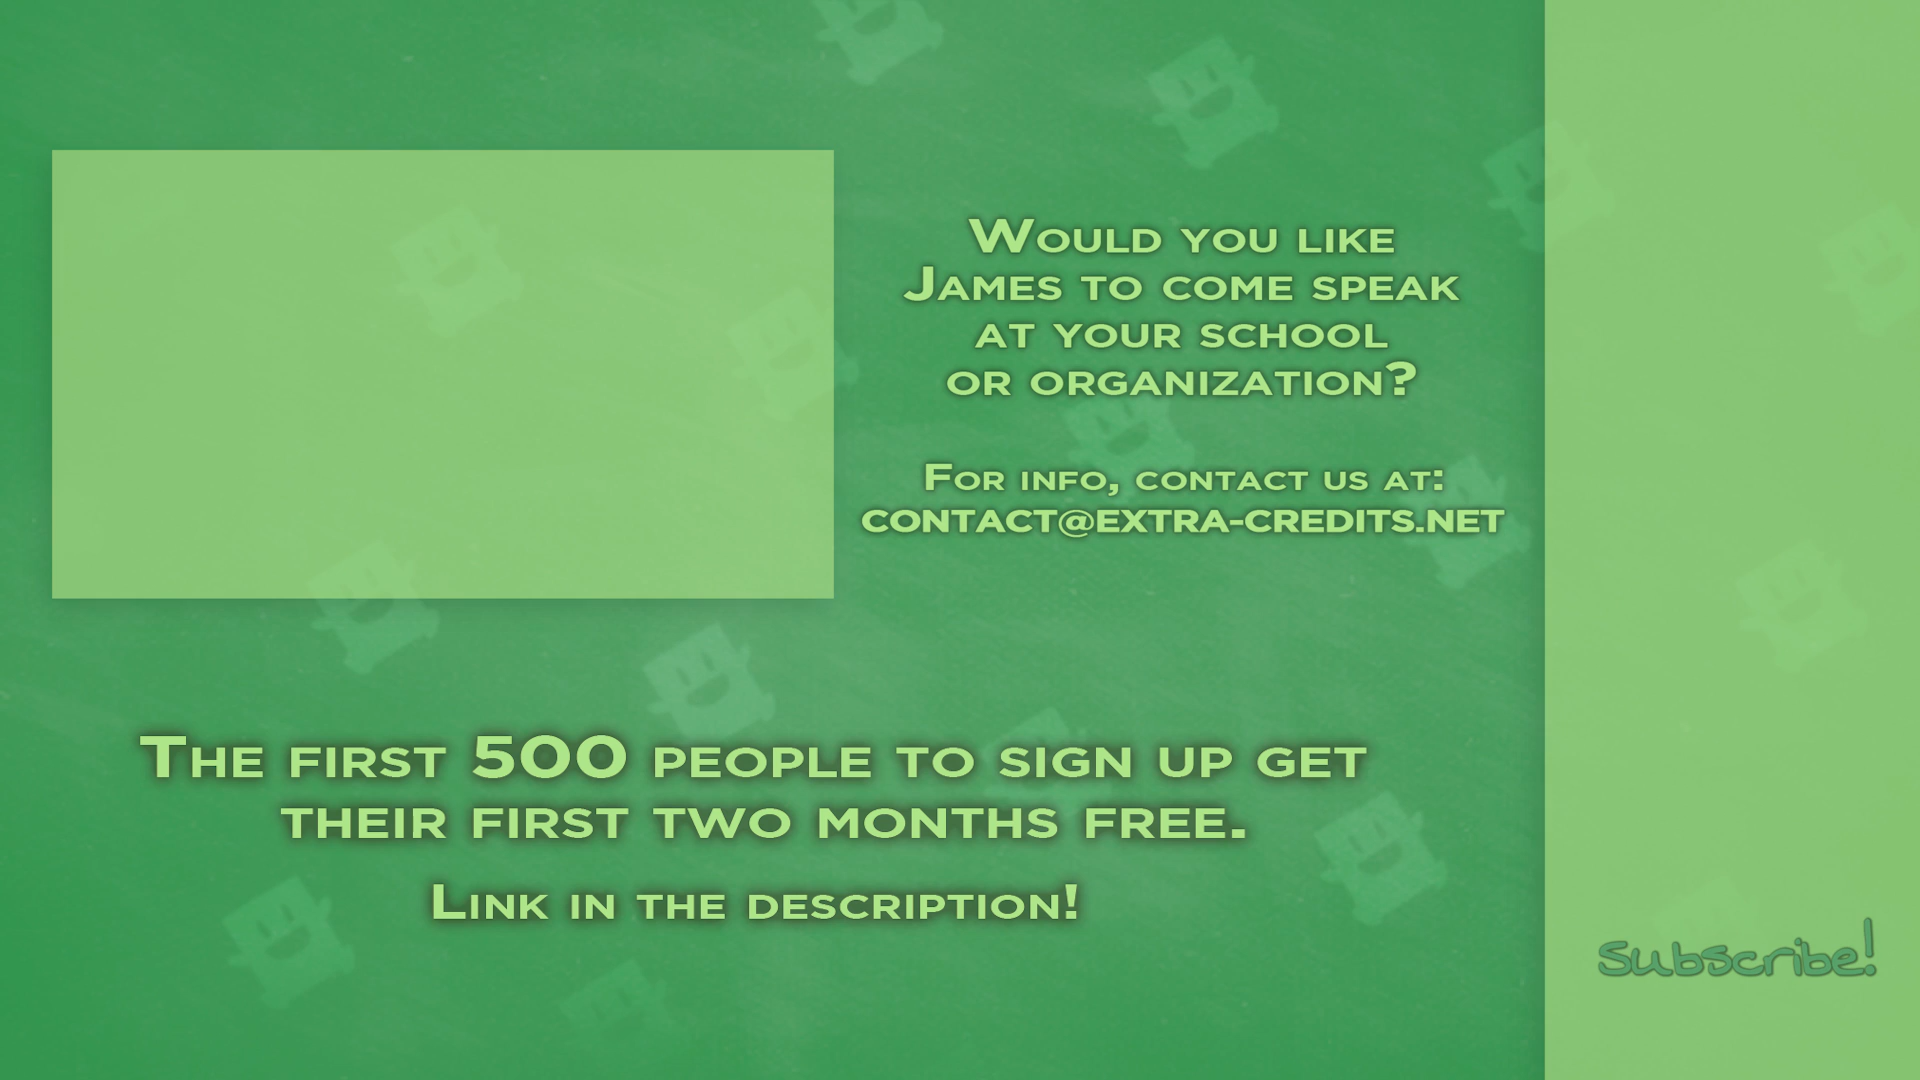 Would you like
James to come speak
at your school
or organization?
For info, contact us at:
contact@extra-credits.net
The first 500 people to sign up get
their first two months free.
Link in the description!
Subscribe!